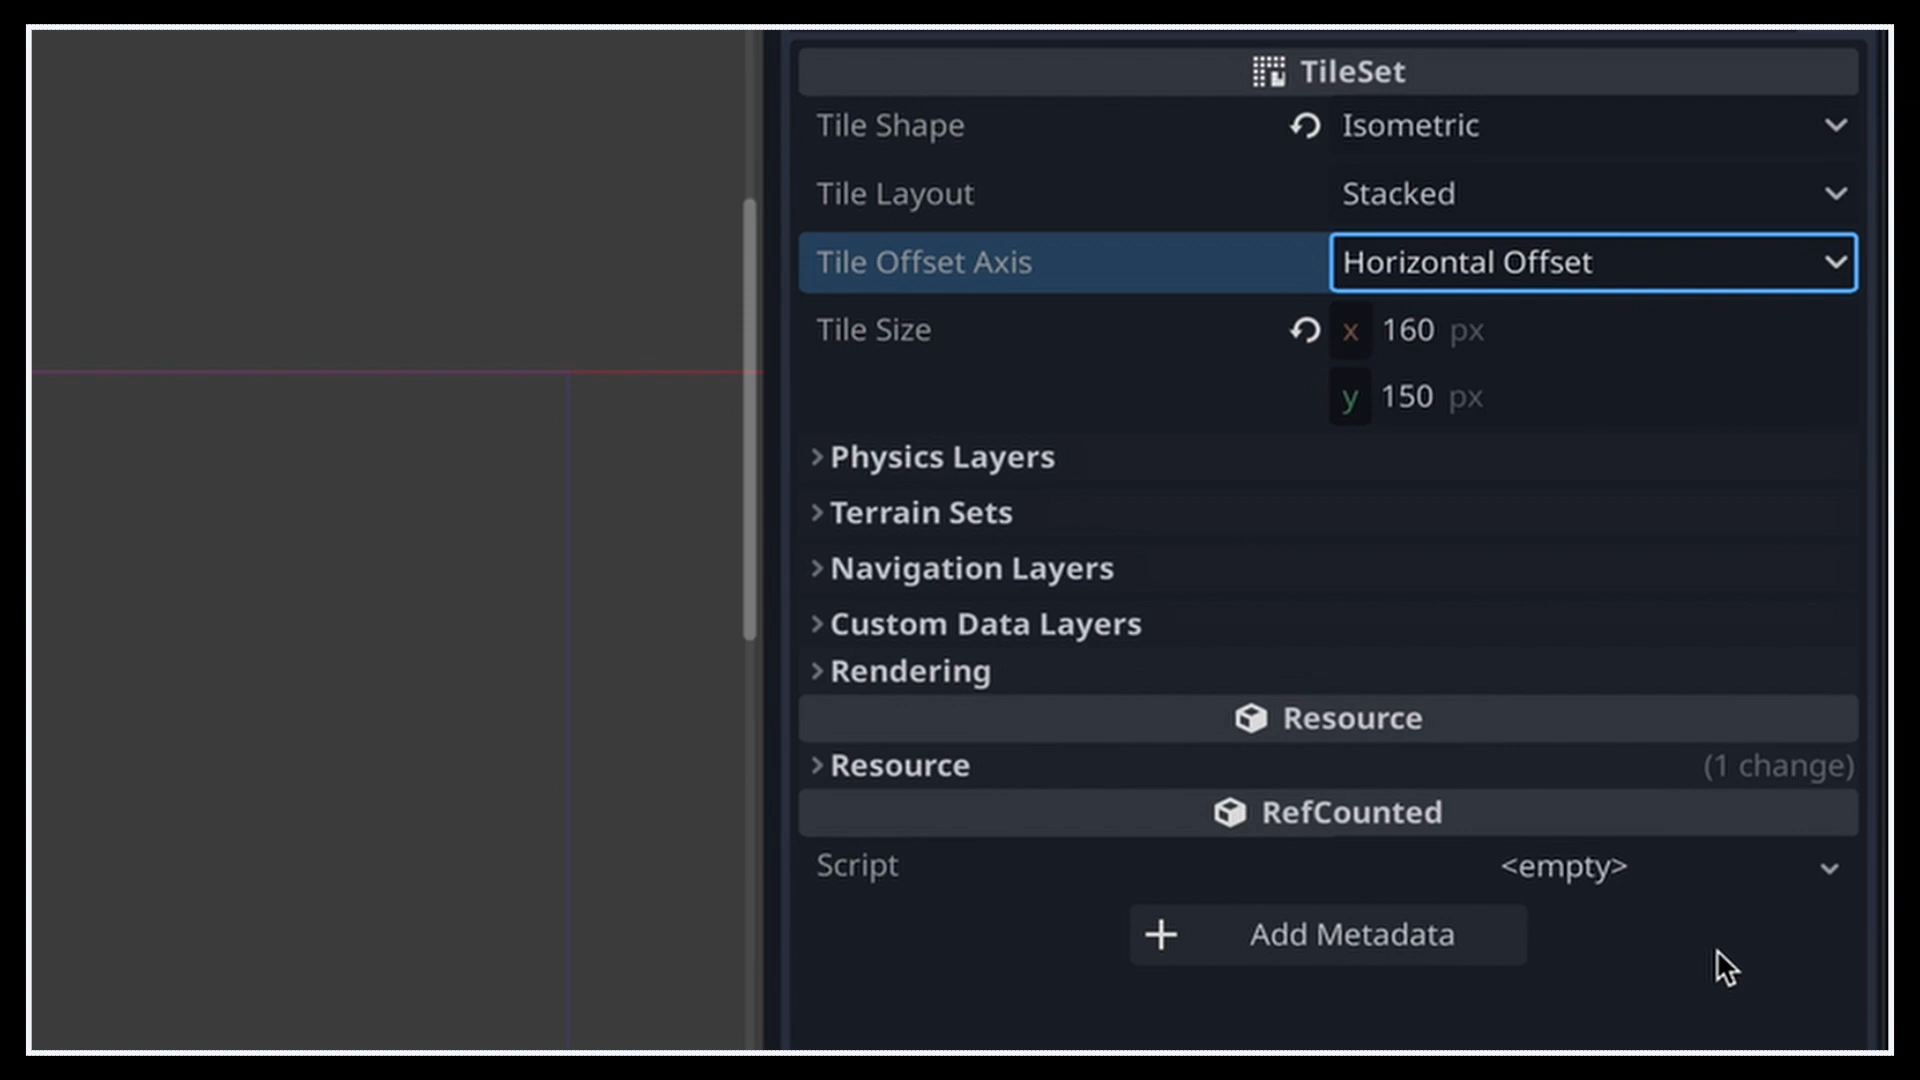 TileSet
Tile Shape Isometric
Tile Layout Stacked
Tile Offset Axis Horizontal Offset
Tile Size x 160 px
y 150 px
Physics Layers
Terrain Sets
Navigation Layers
Custom Data Layers
Rendering
Resource
Resource (1 change)
RefCounted
Script <empty>
Add Metadata